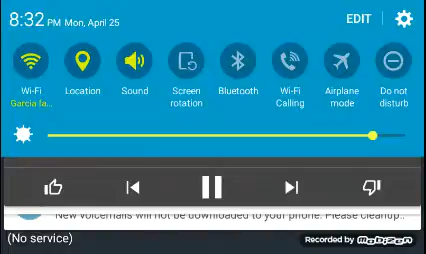 8:32 PM Mon, April 25
EDIT
Wi-Fi
Garcia fa...
Location
Sound
Screen
rotation
Bluetooth
Wi-Fi
Calling
Airplane
mode
Do not
disturb
New voicemails will not be downloaded to your phone. Please cleanup..
(No service)
Recorded by mobizen